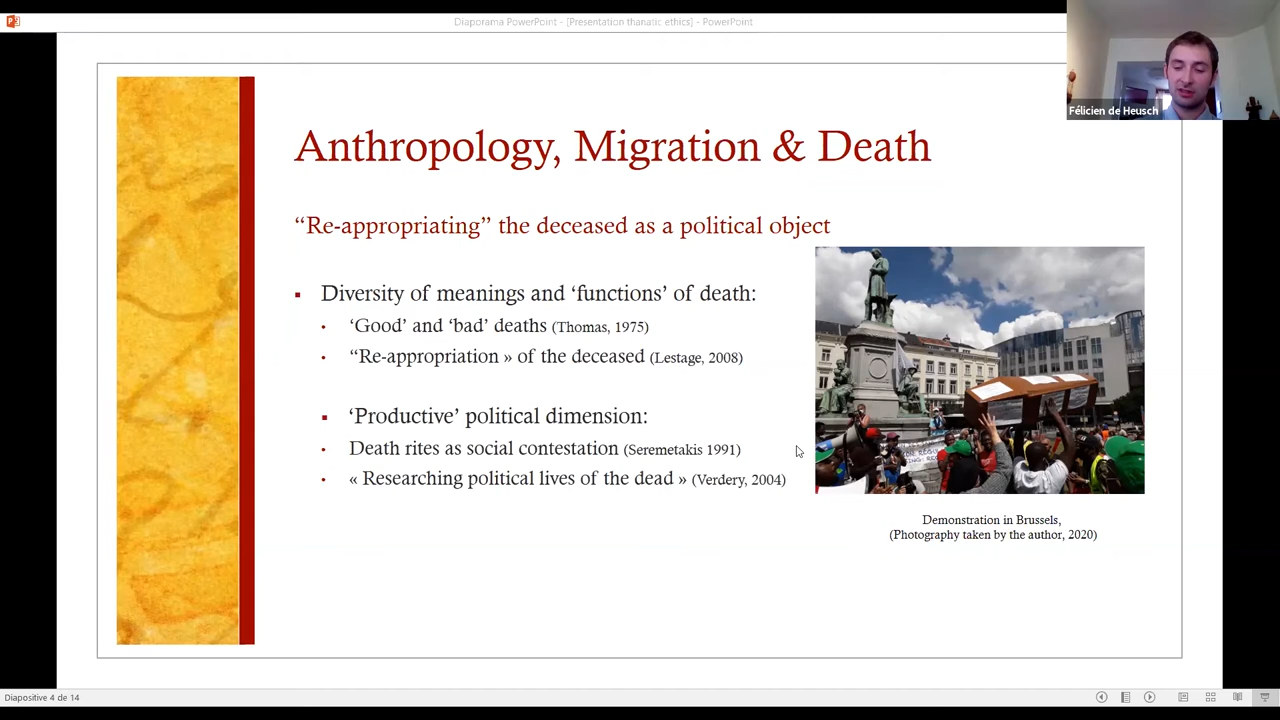 Diaporama PowerPoint - [Presentation thanatic ethics] - PowerPoint
Félicien de Heusch
Anthropology, Migration & Death
“Re-appropriating” the deceased as a political object
▪ Diversity of meanings and ‘functions’ of death:
• ‘Good’ and ‘bad’ deaths (Thomas, 1975)
• “Re-appropriation » of the deceased (Lestage, 2008)
▪ ‘Productive’ political dimension:
• Death rites as social contestation (Seremetakis 1991)
• « Researching political lives of the dead » (Verdery, 2004)
Demonstration in Brussels,
(Photography taken by the author, 2020)
Diapositive 4 de 14